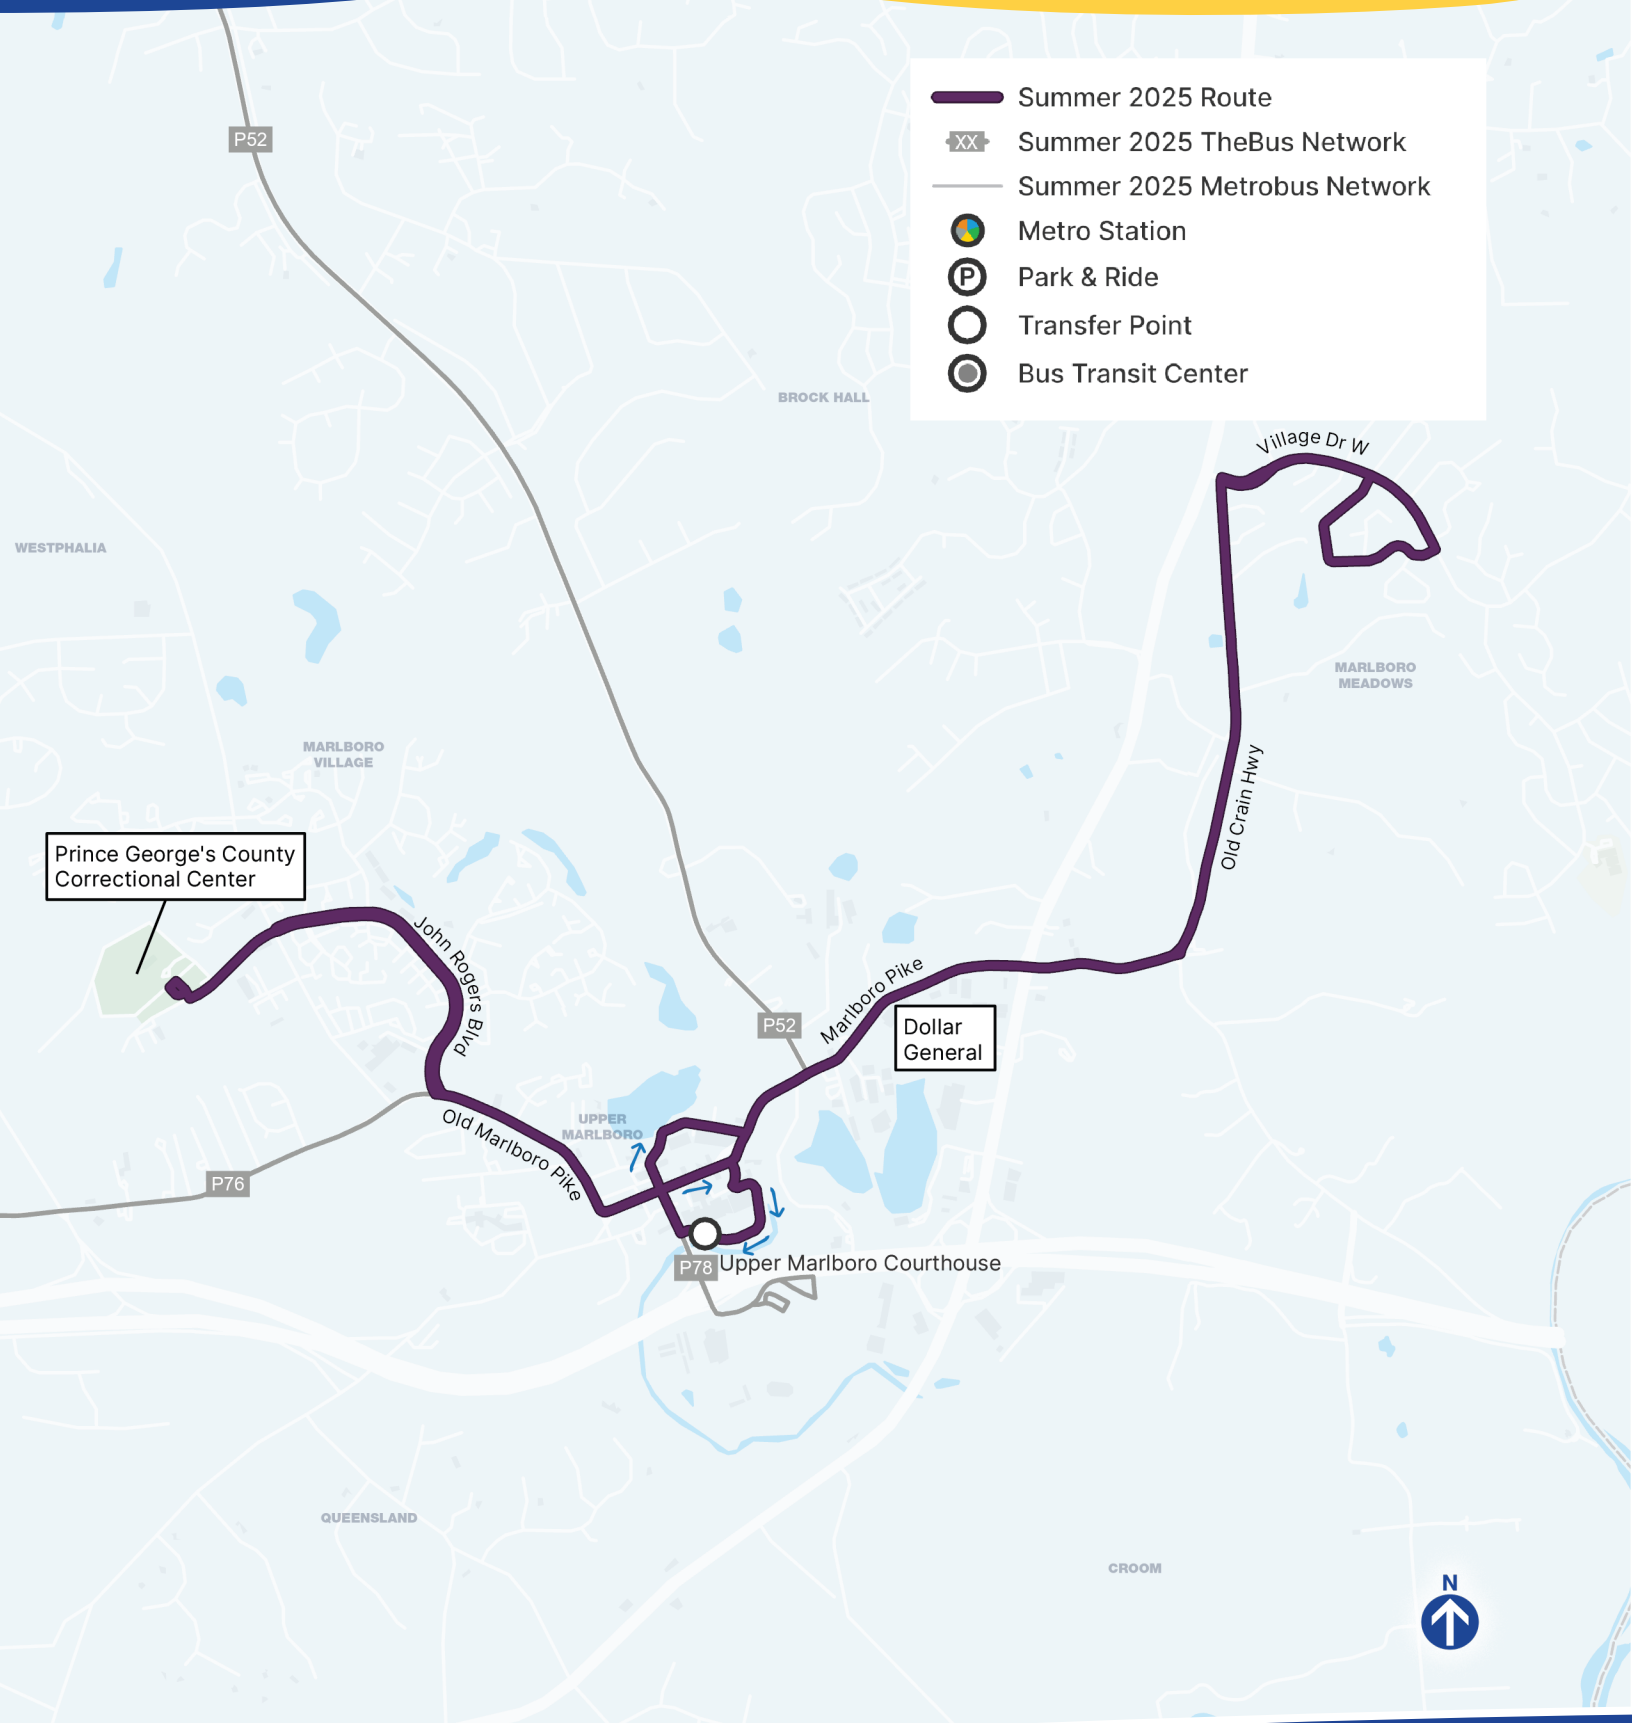 Summer 2025 Route
XX
Summer 2025 TheBus Network
Summer 2025 Metrobus Network
Metro Station
P
Park & Ride
Transfer Point
Bus Transit Center
P52
BROCK HALL
Village Dr W
WESTPHALIA
MARLBORO
MEADOWS
MARLBORO
VILLAGE
Old Crain Hwy
Prince George's County
Correctional Center
John Rogers Blvd
Marlboro Pike
P52
Dollar
General
Old Marlboro Pike
UPPER
MARLBORO
P76
P78
Upper Marlboro Courthouse
QUEENSLAND
CROOM
N